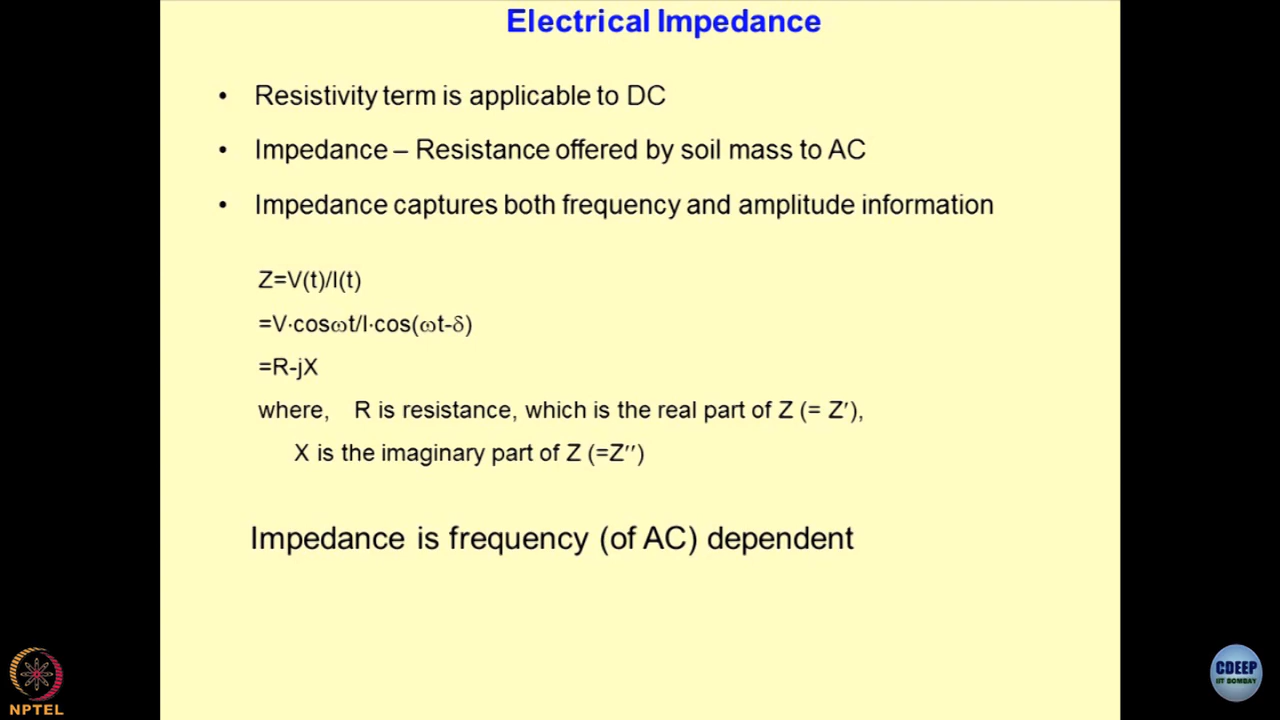 Electrical Impedance
• Resistivity term is applicable to DC
• Impedance – Resistance offered by soil mass to AC
• Impedance captures both frequency and amplitude information
Z=V(t)/I(t)
=V·cosωt/I·cos(ωt-δ)
=R-jX
where, R is resistance, which is the real part of Z (= Z′),
X is the imaginary part of Z (=Z′′)
Impedance is frequency (of AC) dependent
NPTEL
CDEEP
IIT BOMBAY